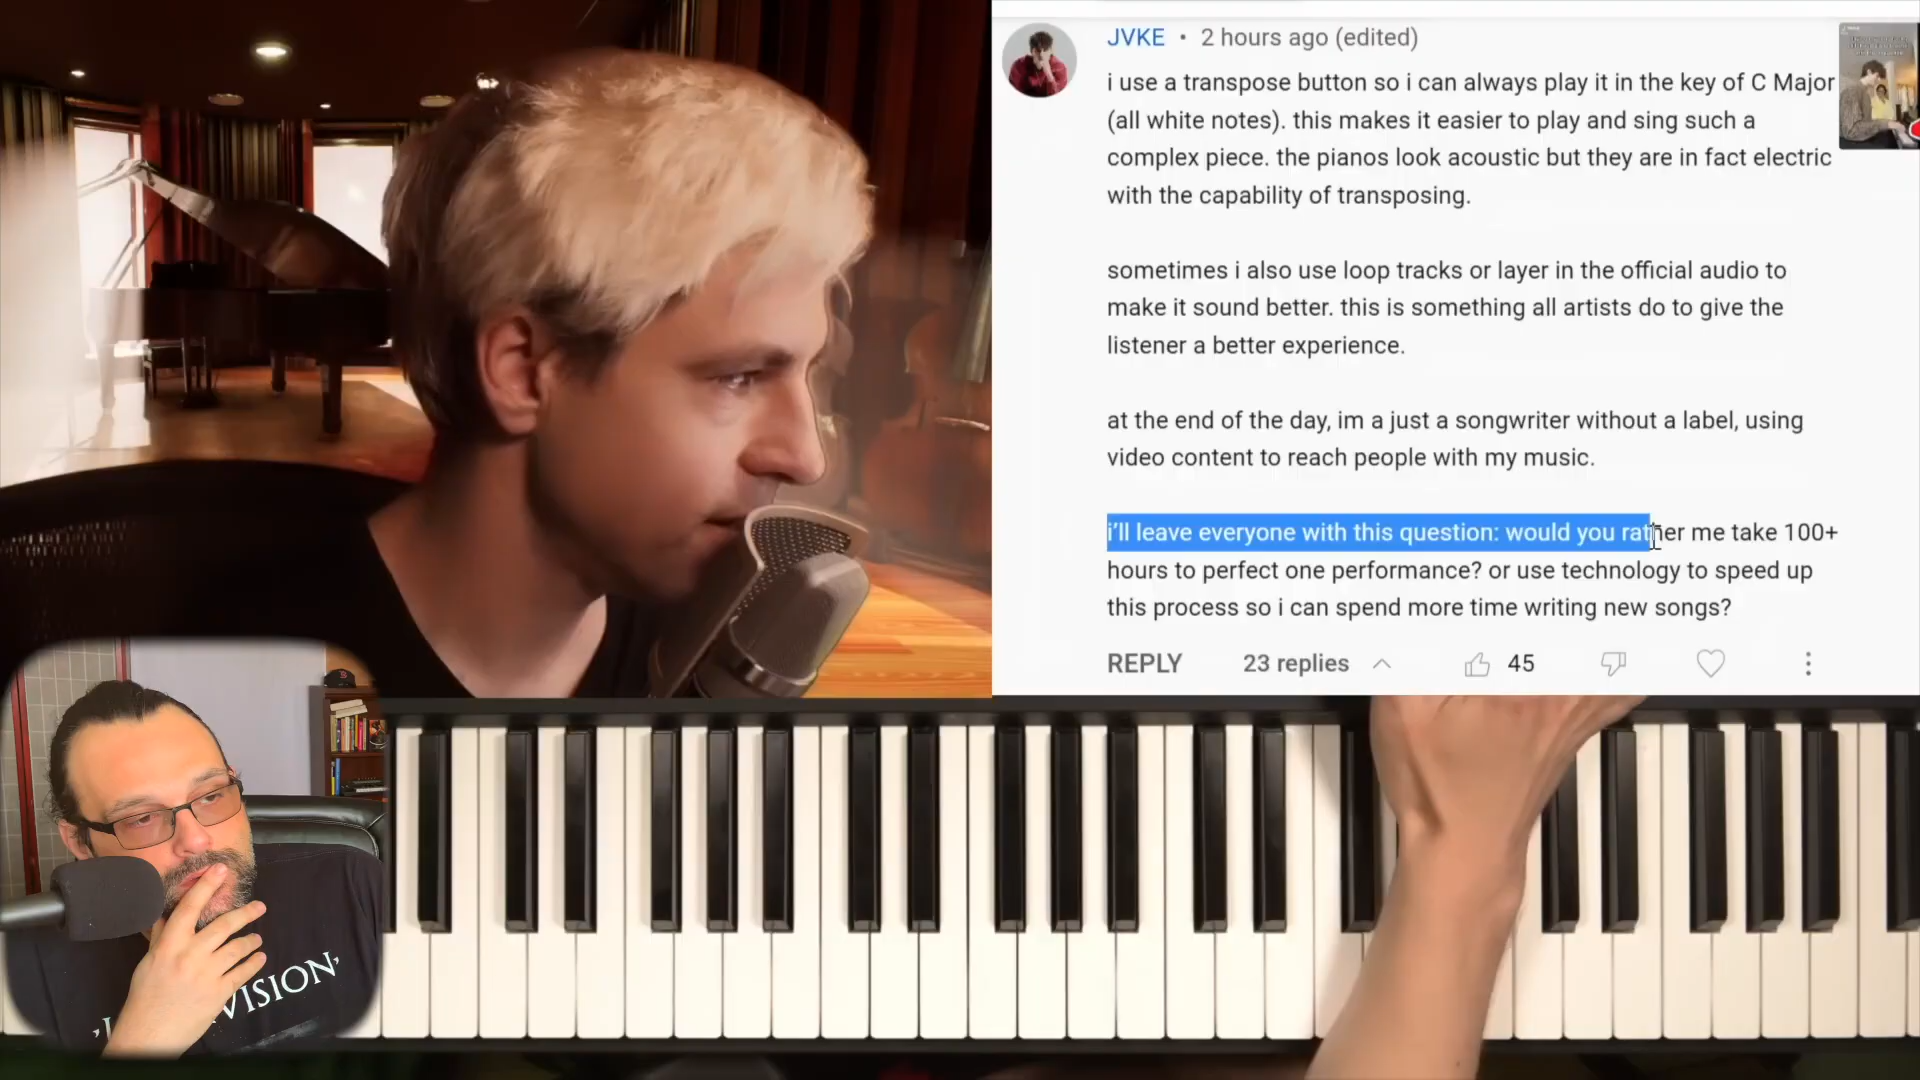 JVKE • 2 hours ago (edited)
i use a transpose button so i can always play it in the key of C Major
(all white notes). this makes it easier to play and sing such a
complex piece. the pianos look acoustic but they are in fact electric
with the capability of transposing.
sometimes i also use loop tracks or layer in the official audio to
make it sound better. this is something all artists do to give the
listener a better experience.
at the end of the day, im a just a songwriter without a label, using
video content to reach people with my music.
i'll leave everyone with this question: would you rather me take 100+
hours to perfect one performance? or use technology to speed up
this process so i can spend more time writing new songs?
REPLY 23 replies 45
VISION,